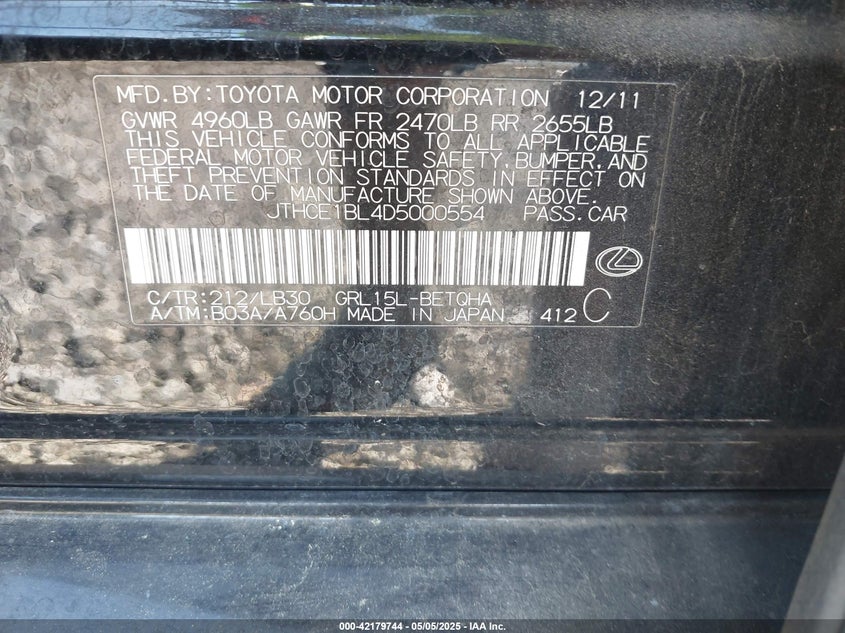 MFD.BY:TOYOTA MOTOR CORPORATION 12/11
GVWR 4960LB GAWR FR 2470LB RR 2655LB
THIS VEHICLE CONFORMS TO ALL APPLICABLE
FEDERAL MOTOR VEHICLE SAFETY,BUMPER,AND
THEFT PREVENTION STANDARDS IN EFFECT ON
THE DATE OF MANUFACTURE SHOWN ABOVE.
JTHCE1BL4D5000554 PASS.CAR
C/TR:212/LB30 GRL15L-BETQHA
A/TM:B03A/A760H MADE IN JAPAN 412 C
000-42179744 - 05/05/2025 - IAA Inc.